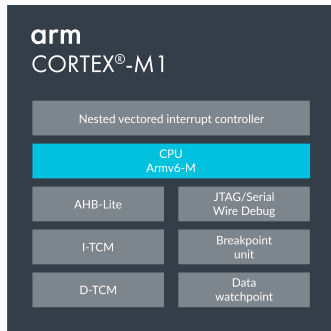 arm
CORTEX®-M1
Nested vectored interrupt controller
CPU
Armv6-M
AHB-Lite
JTAG/Serial
Wire Debug
I-TCM
Breakpoint
unit
D-TCM
Data
watchpoint